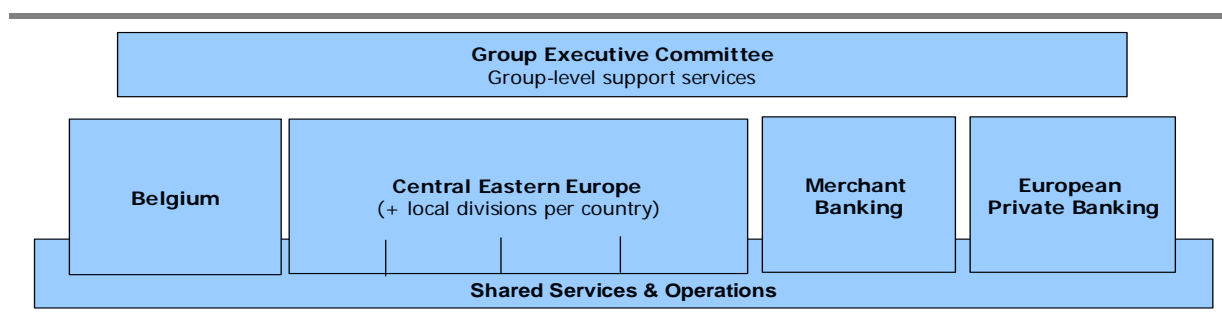 Group Executive Committee
Group-level support services
Belgium
Central Eastern Europe
(+ local divisions per country)
Merchant
Banking
European
Private Banking
Shared Services & Operations